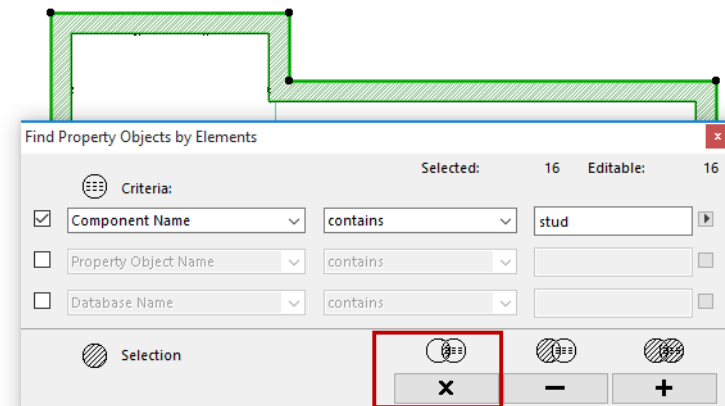 Find Property Objects by Elements
x
Selected: 16 Editable: 16
Criteria:
Component Name contains stud
Property Object Name contains
Database Name contains
Selection
x − +